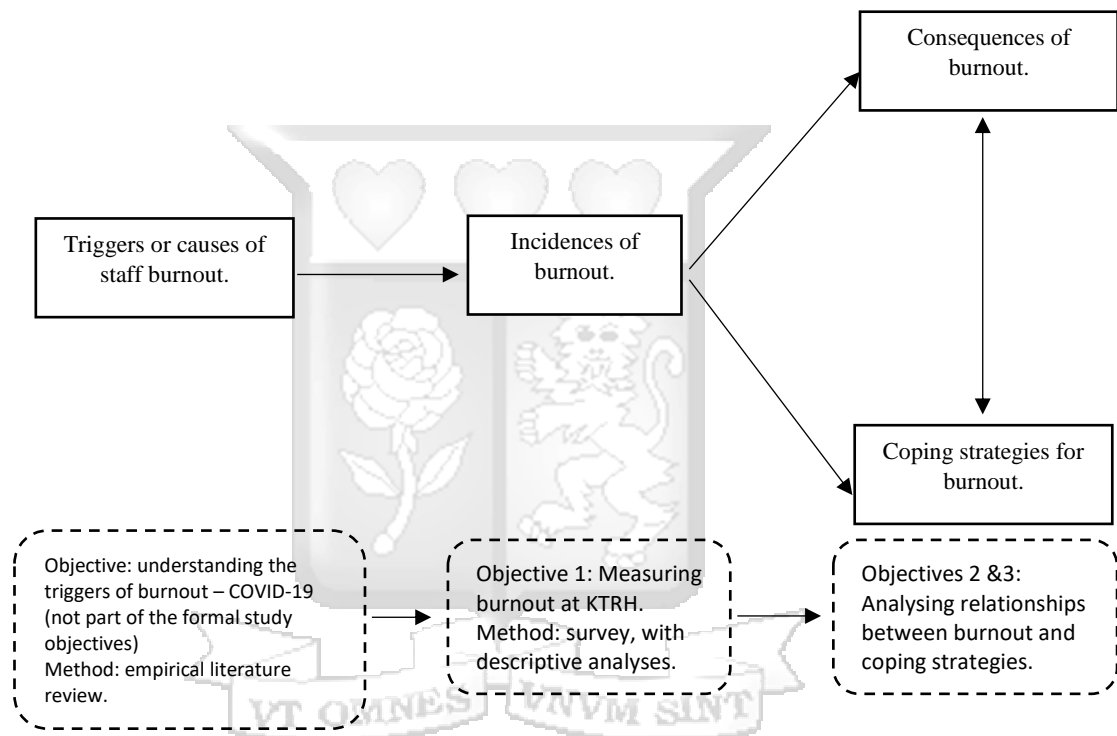 Consequences of
burnout.
Triggers or causes of
staff burnout.
Incidences of
burnout.
Coping strategies for
burnout.
Objective: understanding the
triggers of burnout – COVID-19
(not part of the formal study
objectives)
Method: empirical literature
review.
Objective 1: Measuring
burnout at KTRH.
Method: survey, with
descriptive analyses.
Objectives 2 &3:
Analysing relationships
between burnout and
coping strategies.
VT OMNES VNVM SINT